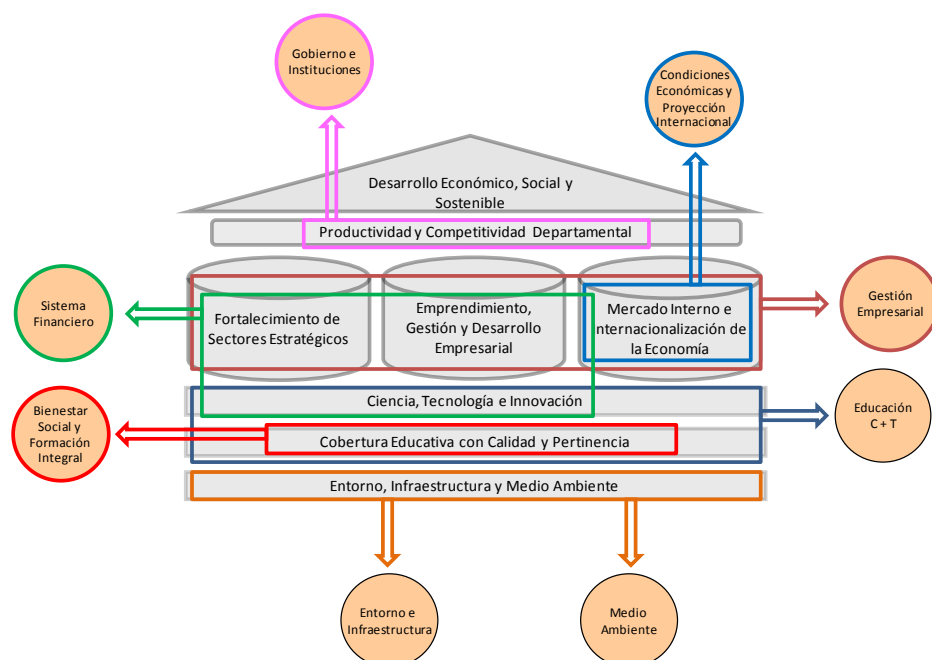 Gobierno e
Instituciones
Condiciones
Económicas y
Proyección
Internacional
Desarrollo Económico, Social y
Sostenible
Productividad y Competitividad Departamental
Sistema
Financiero
Fortalecimiento de
Sectores Estratégicos
Emprendimiento,
Gestión y Desarrollo
Empresarial
Mercado Interno e
Internacionalización de
la Economía
Gestión
Empresarial
Ciencia, Tecnología e Innovación
Bienestar
Social y
Formación
Integral
Cobertura Educativa con Calidad y Pertinencia
Educación
C + T
Entorno, Infraestructura y Medio Ambiente
Entorno e
Infraestructura
Medio
Ambiente